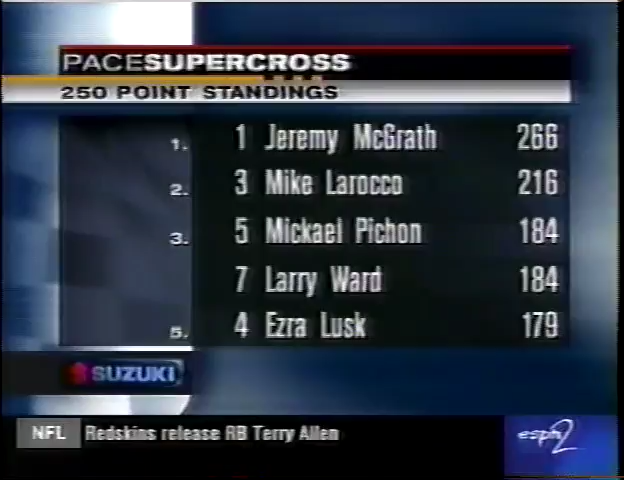 PACESUPERCROSS
250 POINT STANDINGS
1. 1 Jeremy McGrath 266
2. 3 Mike Larocco 216
3. 5 Mickael Pichon 184
7 Larry Ward 184
5. 4 Ezra Lusk 179
SUZUKI
NFL Redskins release RB Terry Allen
espn2